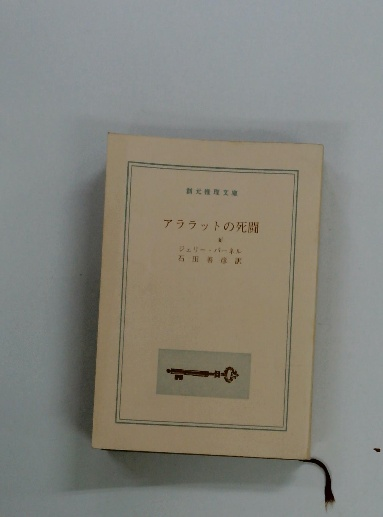 創元推理文庫
アララットの死闘
ジェリー・パーネル
石田善彦訳